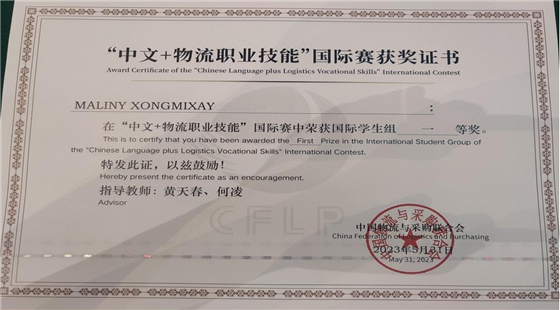 “中文+物流职业技能”国际赛获奖证书
Award Certificate of the "Chinese Language plus Logistics Vocational Skills" International Contest
MALINY XONGMIXAY :
在“中文+物流职业技能”国际赛中荣获国际学生组 一 等奖。
This is to certify that you have been awarded the First Prize in the International Student Group of
the "Chinese Language plus Logistics Vocational Skills" International Contest.
特发此证，以兹鼓励！
Hereby present the certificate as an encouragement.
指导教师：黄天春、何凌
Advisor
CFLP
中国物流与采购联合会
China Federation of Logistics and Purchasing
2023年5月31日
May 31, 2023